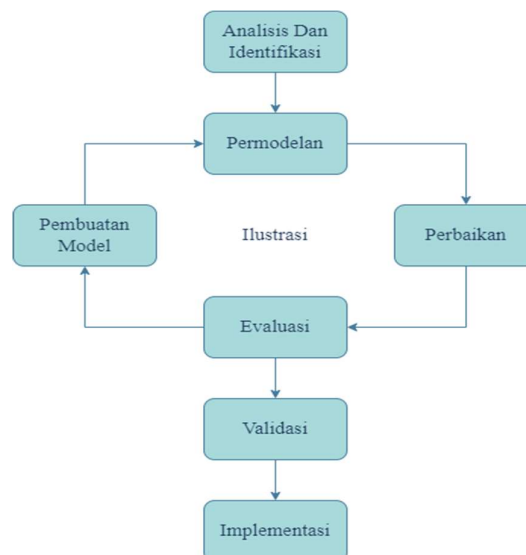 Analisis Dan
Identifikasi
Permodelan
Pembuatan
Model
Ilustrasi
Perbaikan
Evaluasi
Validasi
Implementasi